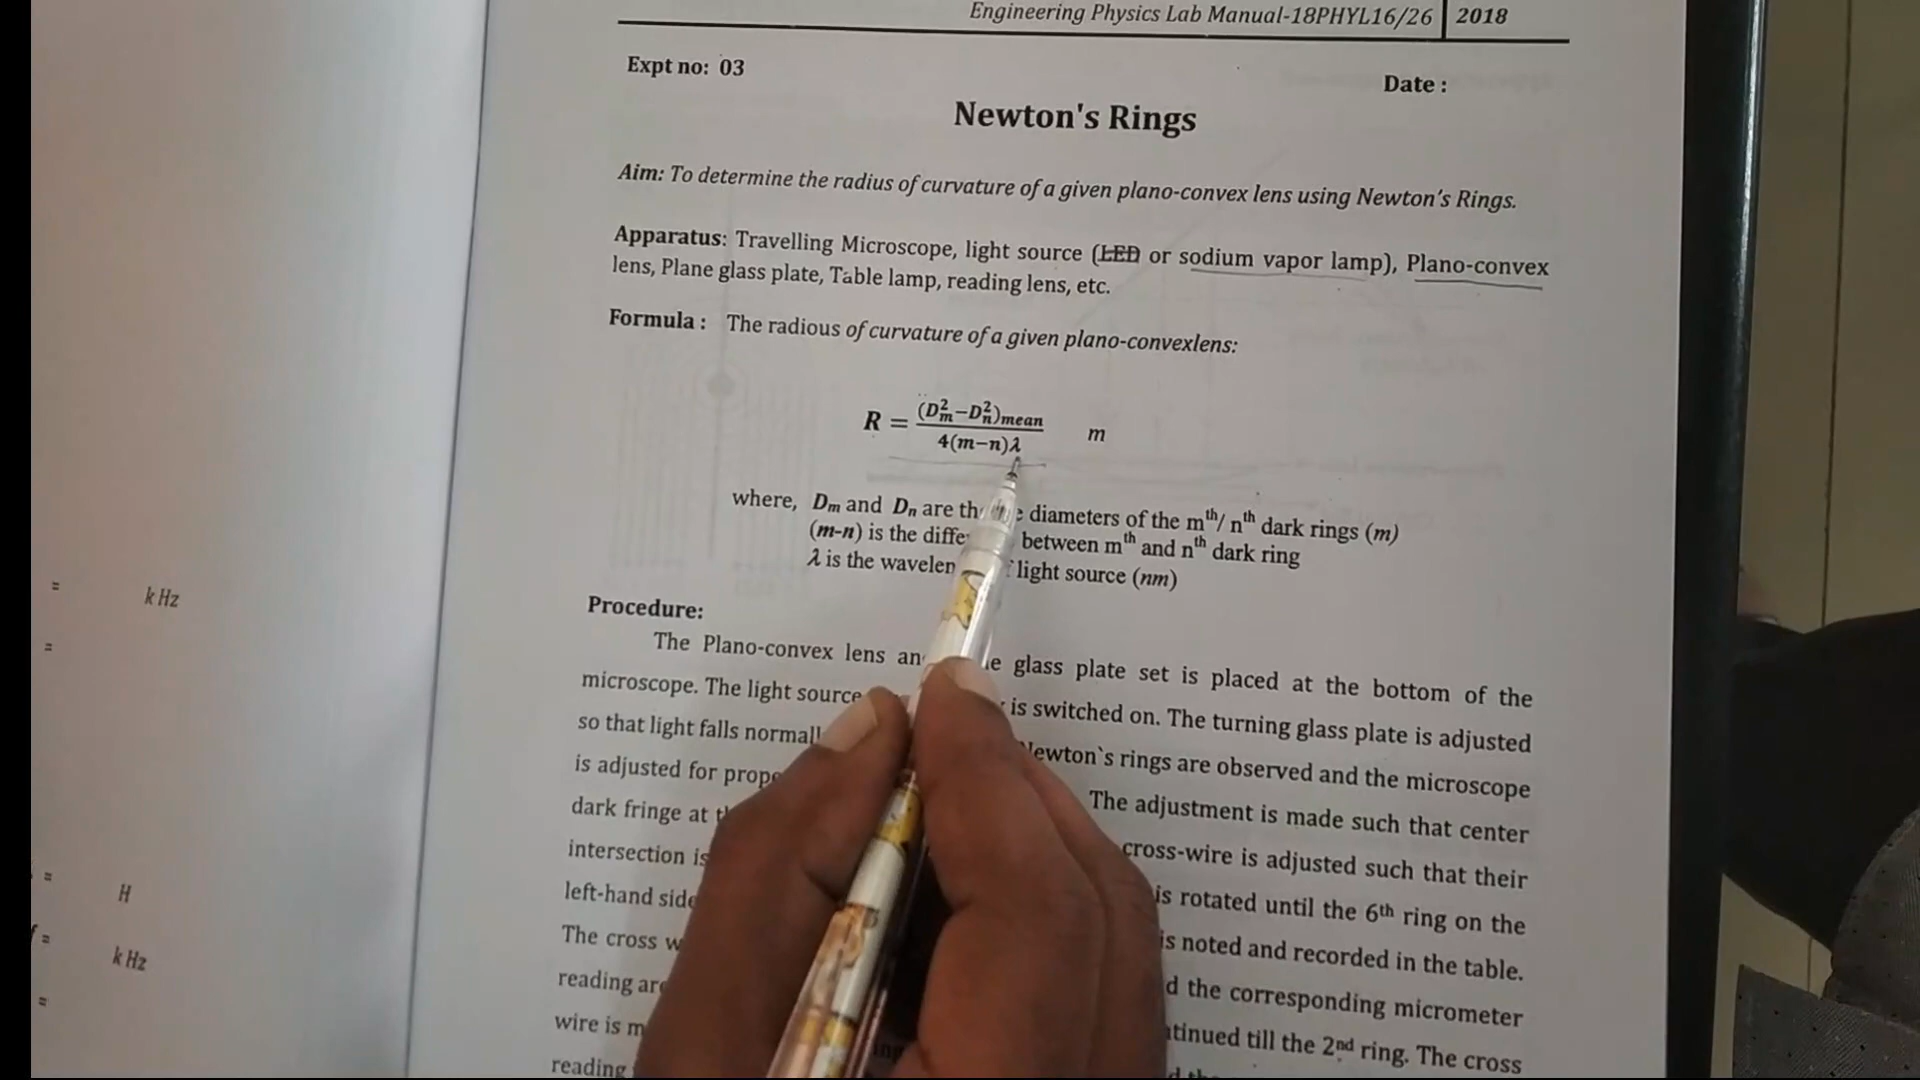 Engineering Physics Lab Manual-18PHYL16/26 2018
Expt no: 03
Date :
Newton's Rings
Aim: To determine the radius of curvature of a given plano-convex lens using Newton's Rings.
Apparatus: Travelling Microscope, light source (LED or sodium vapor lamp), Plano-convex
lens, Plane glass plate, Table lamp, reading lens, etc.
Formula : The radious of curvature of a given plano-convexlens:
R = (D²m−D²n)mean / 4(m−n)λ m
where, Dm and Dn are the diameters of the mth/ nth dark rings (m)
(m-n) is the between mth and nth dark ring
λ is the light source (nm)
Procedure:
The Plano-convex lens glass plate set is placed at the bottom of the
microscope. The light source is switched on. The turning glass plate is adjusted
so that light falls Newton`s rings are observed and the microscope
is adjusted for The adjustment is made such that center
dark fringe at cross-wire is adjusted such that their
intersection is is rotated until the 6th ring on the
left-hand is noted and recorded in the table.
The cross the corresponding micrometer
reading till the 2nd ring. The cross
wire is
reading
= k Hz
=
= H
f = k Hz
=